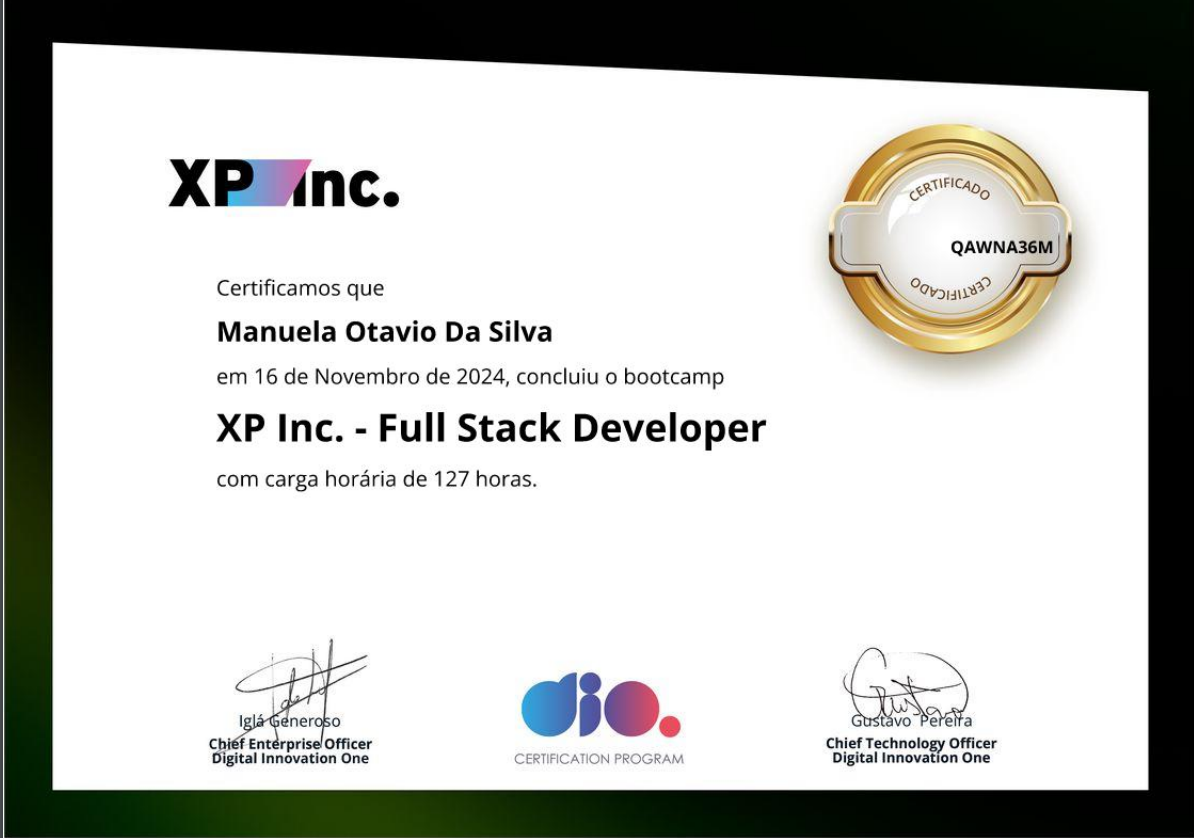 XP Inc.
CERTIFICADO
QAWNA36M
CERTIFICADO
Certificamos que
Manuela Otavio Da Silva
em 16 de Novembro de 2024, concluiu o bootcamp
XP Inc. - Full Stack Developer
com carga horária de 127 horas.
Iglá Generoso
Chief Enterprise Officer
Digital Innovation One
dio.
CERTIFICATION PROGRAM
Gustavo Pereira
Chief Technology Officer
Digital Innovation One